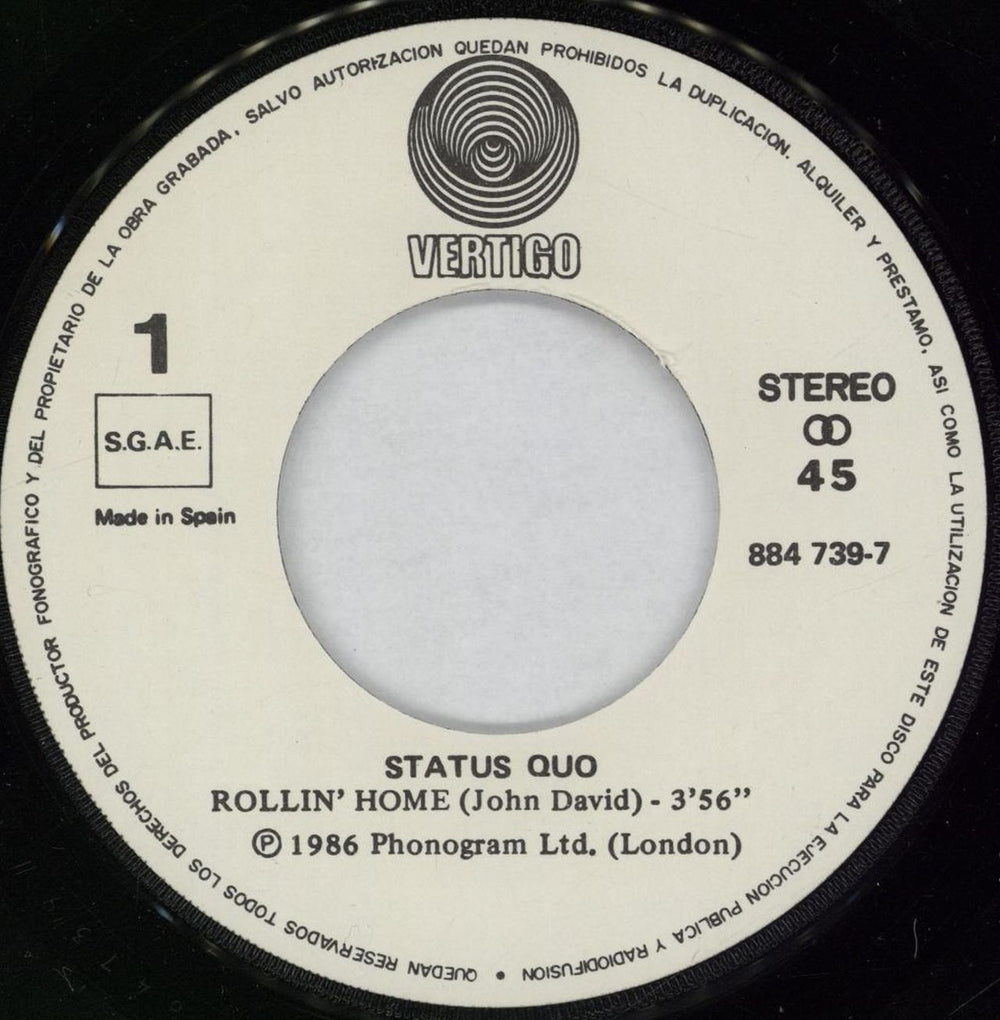 QUEDAN RESERVADOS TODOS LOS DERECHOS DEL PRODUCTOR FONOGRAFICO Y DEL PROPIETARIO DE LA OBRA GRABADA, SALVO AUTORIZACION QUEDAN PROHIBIDOS LA DUPLICACION. ALQUILER Y PRESTAMO, ASI COMO LA UTILIZACION DE ESTE DISCO PARA LA EJECUCION PUBLICA Y RADIODIFUSION •
VERTIGO
1
S.G.A.E.
Made in Spain
STEREO
45
884 739-7
STATUS QUO
ROLLIN' HOME (John David) - 3'56"
℗ 1986 Phonogram Ltd. (London)